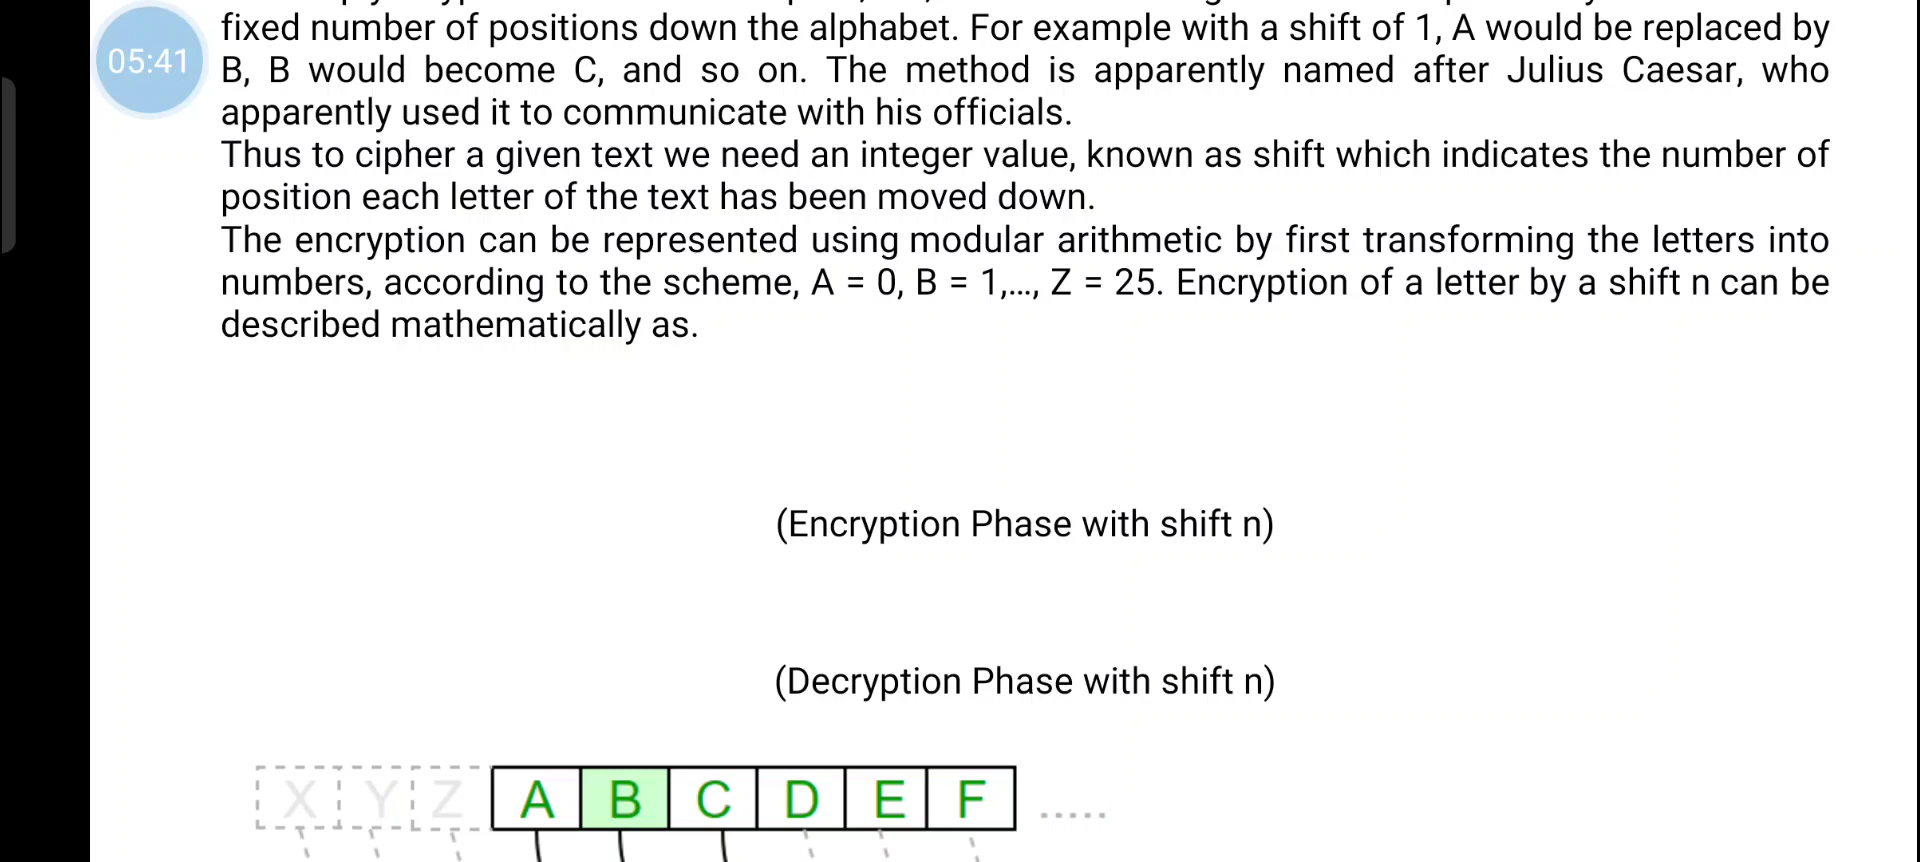 fixed number of positions down the alphabet. For example with a shift of 1, A would be replaced by
05:41
B, B would become C, and so on. The method is apparently named after Julius Caesar, who
apparently used it to communicate with his officials.
Thus to cipher a given text we need an integer value, known as shift which indicates the number of
position each letter of the text has been moved down.
The encryption can be represented using modular arithmetic by first transforming the letters into
numbers, according to the scheme, A = 0, B = 1,..., Z = 25. Encryption of a letter by a shift n can be
described mathematically as.
(Encryption Phase with shift n)
(Decryption Phase with shift n)
X Y Z A B C D E F .....